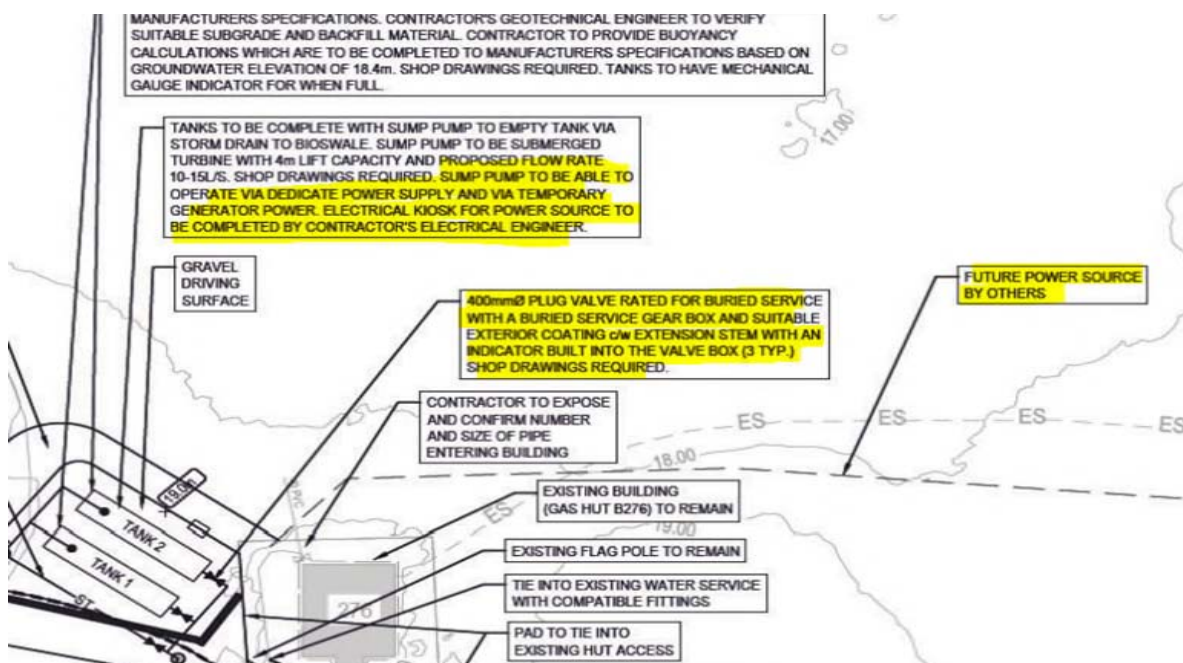 MANUFACTURERS SPECIFICATIONS. CONTRACTOR'S GEOTECHNICAL ENGINEER TO VERIFY
SUITABLE SUBGRADE AND BACKFILL MATERIAL. CONTRACTOR TO PROVIDE BUOYANCY
CALCULATIONS WHICH ARE TO BE COMPLETED TO MANUFACTURERS SPECIFICATIONS BASED ON
GROUNDWATER ELEVATION OF 18.4m. SHOP DRAWINGS REQUIRED. TANKS TO HAVE MECHANICAL
GAUGE INDICATOR FOR WHEN FULL.
17.00
TANKS TO BE COMPLETE WITH SUMP PUMP TO EMPTY TANK VIA
STORM DRAIN TO BIOSWALE. SUMP PUMP TO BE SUBMERGED
TURBINE WITH 4m LIFT CAPACITY AND PROPOSED FLOW RATE
10-15L/S. SHOP DRAWINGS REQUIRED. SUMP PUMP TO BE ABLE TO
OPERATE VIA DEDICATE POWER SUPPLY AND VIA TEMPORARY
GENERATOR POWER. ELECTRICAL KIOSK FOR POWER SOURCE TO
BE COMPLETED BY CONTRACTOR'S ELECTRICAL ENGINEER.
GRAVEL
DRIVING
SURFACE
FUTURE POWER SOURCE
BY OTHERS
400mmØ PLUG VALVE RATED FOR BURIED SERVICE
WITH A BURIED SERVICE GEAR BOX AND SUITABLE
EXTERIOR COATING c/w EXTENSION STEM WITH AN
INDICATOR BUILT INTO THE VALVE BOX (3 TYP.)
SHOP DRAWINGS REQUIRED.
CONTRACTOR TO EXPOSE
AND CONFIRM NUMBER
AND SIZE OF PIPE
ENTERING BUILDING
ES
ES
ES
ES
18.00
19.0m
EXISTING BUILDING
(GAS HUT B276) TO REMAIN
ES
19.00
TANK 2
TANK 1
EXISTING FLAG POLE TO REMAIN
TIE INTO EXISTING WATER SERVICE
WITH COMPATIBLE FITTINGS
ST
276
PAD TO TIE INTO
EXISTING HUT ACCESS